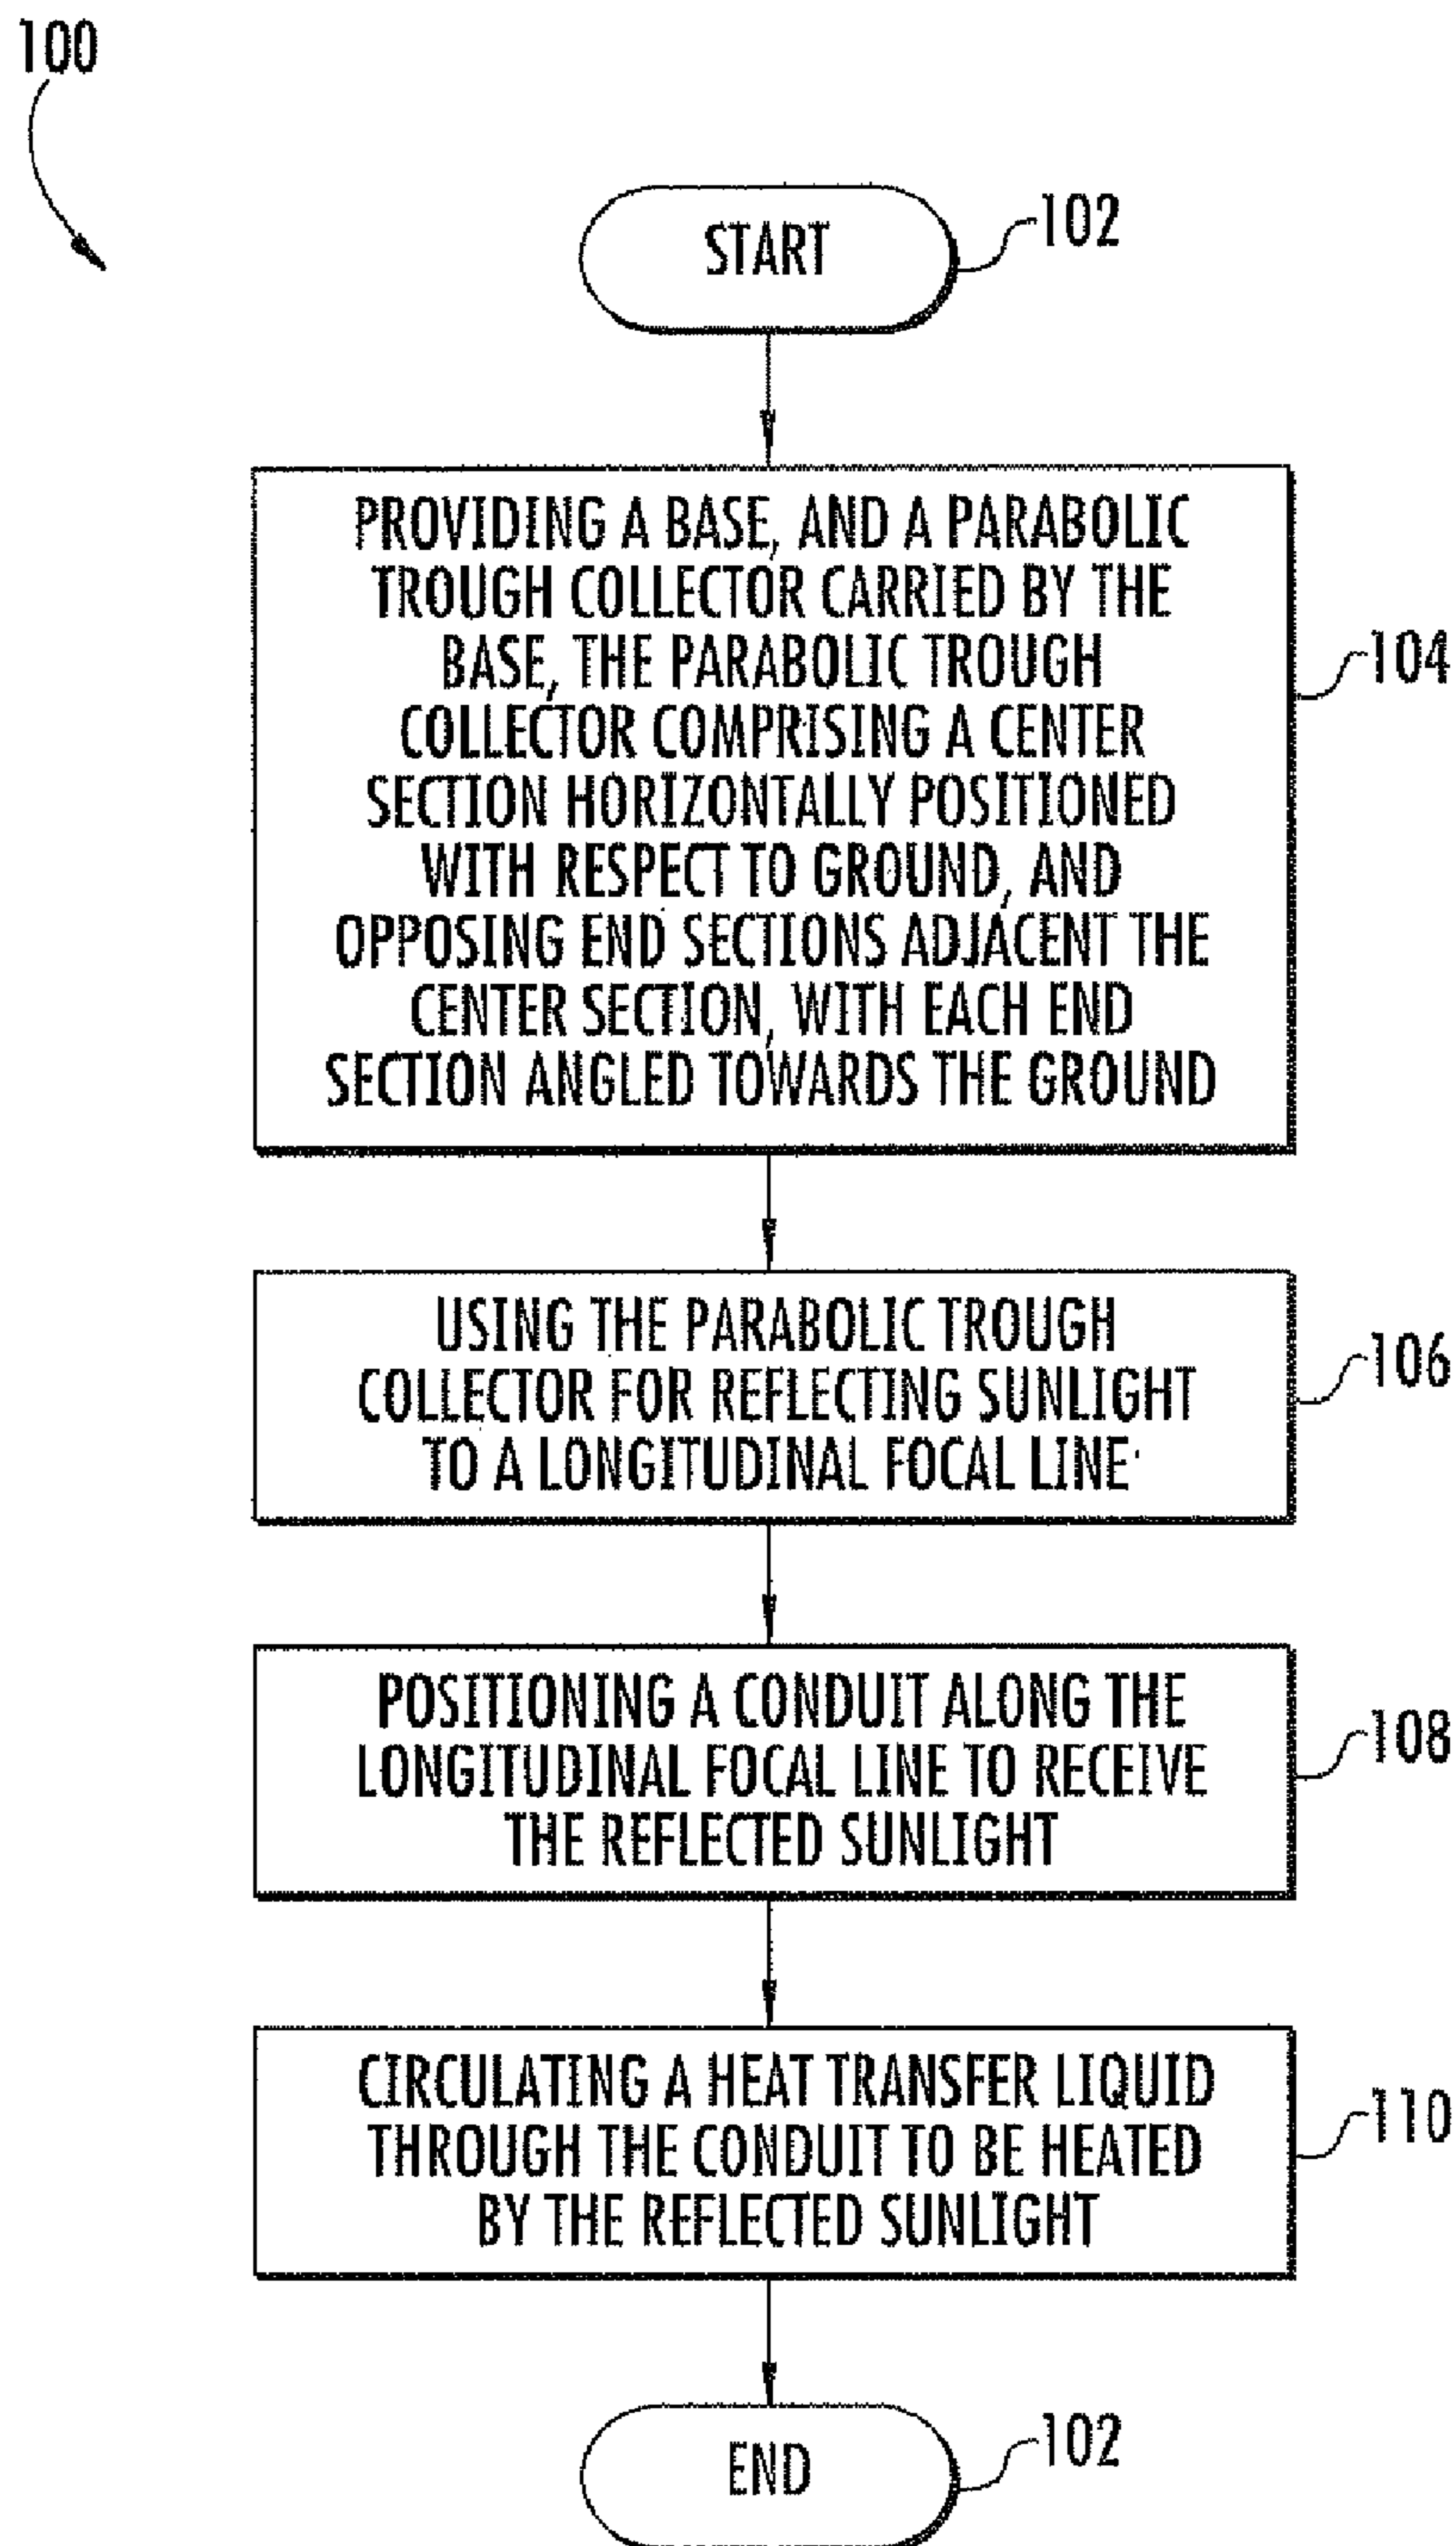 100
START
102
PROVIDING A BASE, AND A PARABOLIC
TROUGH COLLECTOR CARRIED BY THE
BASE, THE PARABOLIC TROUGH
COLLECTOR COMPRISING A CENTER
SECTION HORIZONTALLY POSITIONED
WITH RESPECT TO GROUND, AND
OPPOSING END SECTIONS ADJACENT THE
CENTER SECTION, WITH EACH END
SECTION ANGLED TOWARDS THE GROUND
104
USING THE PARABOLIC TROUGH
COLLECTOR FOR REFLECTING SUNLIGHT
TO A LONGITUDINAL FOCAL LINE
106
POSITIONING A CONDUIT ALONG THE
LONGITUDINAL FOCAL LINE TO RECEIVE
THE REFLECTED SUNLIGHT
108
CIRCULATING A HEAT TRANSFER LIQUID
THROUGH THE CONDUIT TO BE HEATED
BY THE REFLECTED SUNLIGHT
110
END
102